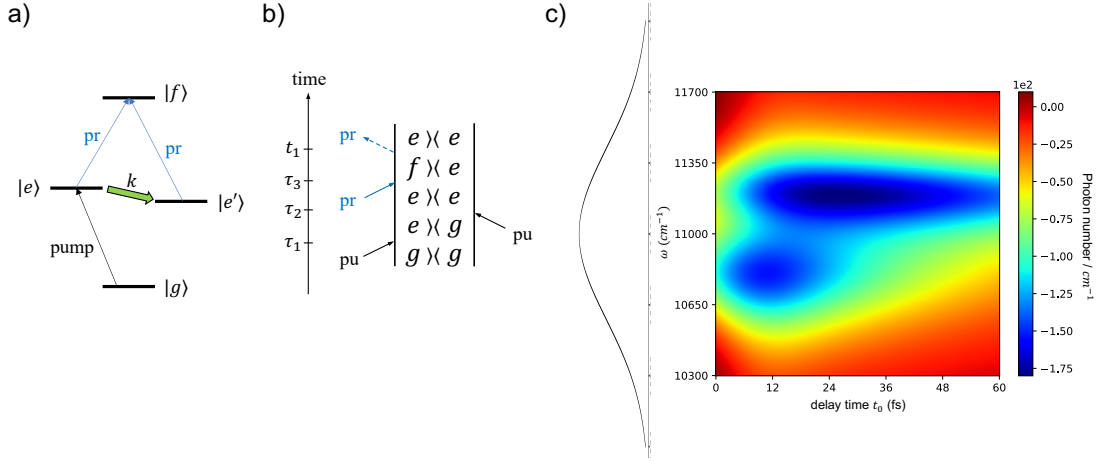 a)
|f⟩
pr
pr
|e⟩
k
|e'⟩
pump
|g⟩
b)
time
t₁
τ₃
τ₂
τ₁
pr
pr
pu
e ⟩⟨ e
f ⟩⟨ e
e ⟩⟨ e
e ⟩⟨ g
g ⟩⟨ g
pu
c)
ω (cm⁻¹)
11700
11350
11000
10650
10300
0
12
24
36
48
60
delay time t₀ (fs)
1e2
0.00
−0.25
−0.50
−0.75
−1.00
−1.25
−1.50
−1.75
Photon number / cm⁻¹